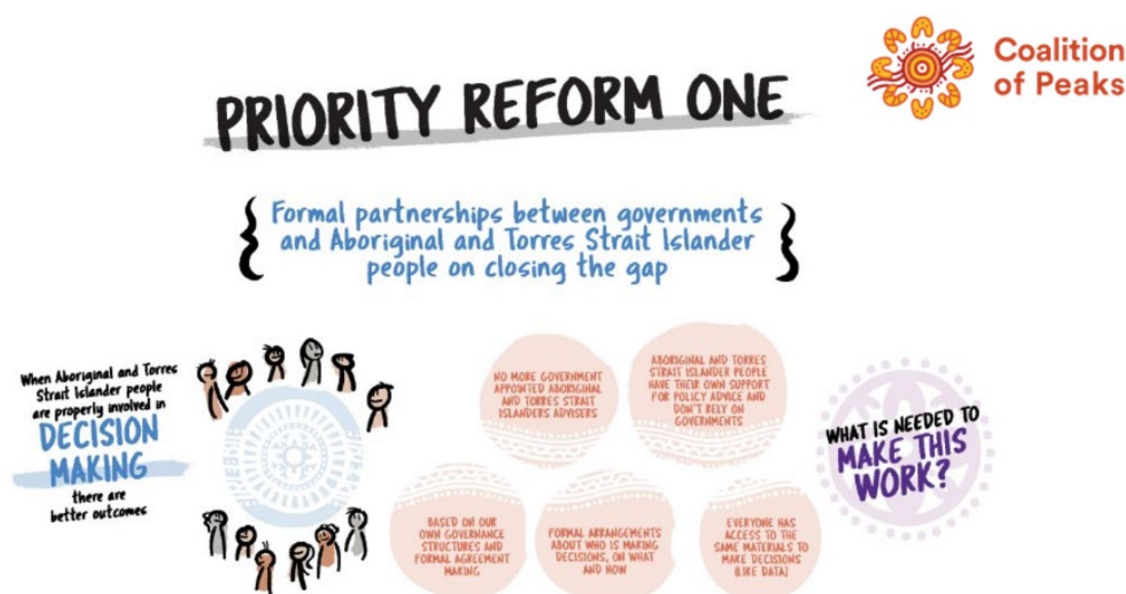 Coalition
of Peaks
PRIORITY REFORM ONE
Formal partnerships between governments
and Aboriginal and Torres Strait Islander
people on closing the gap
When Aboriginal and Torres
Strait Islander people
are properly involved in
DECISION
MAKING
there are
better outcomes
NO MORE GOVERNMENT
APPOINTED ABORIGINAL
AND TORRES STRAIT
ISLANDERS ADVISERS
ABORIGINAL AND TORRES
STRAIT ISLANDER PEOPLE
HAVE THEIR OWN SUPPORT
FOR POLICY ADVICE AND
DON'T RELY ON
GOVERNMENTS
BASED ON OUR
OWN GOVERNANCE
STRUCTURES AND
FORMAL AGREEMENT
MAKING
FORMAL ARRANGEMENTS
ABOUT WHO IS MAKING
DECISIONS, ON WHAT
AND HOW
EVERYONE HAS
ACCESS TO THE
SAME MATERIALS TO
MAKE DECISIONS
(LIKE DATA)
WHAT IS NEEDED TO
MAKE THIS
WORK?